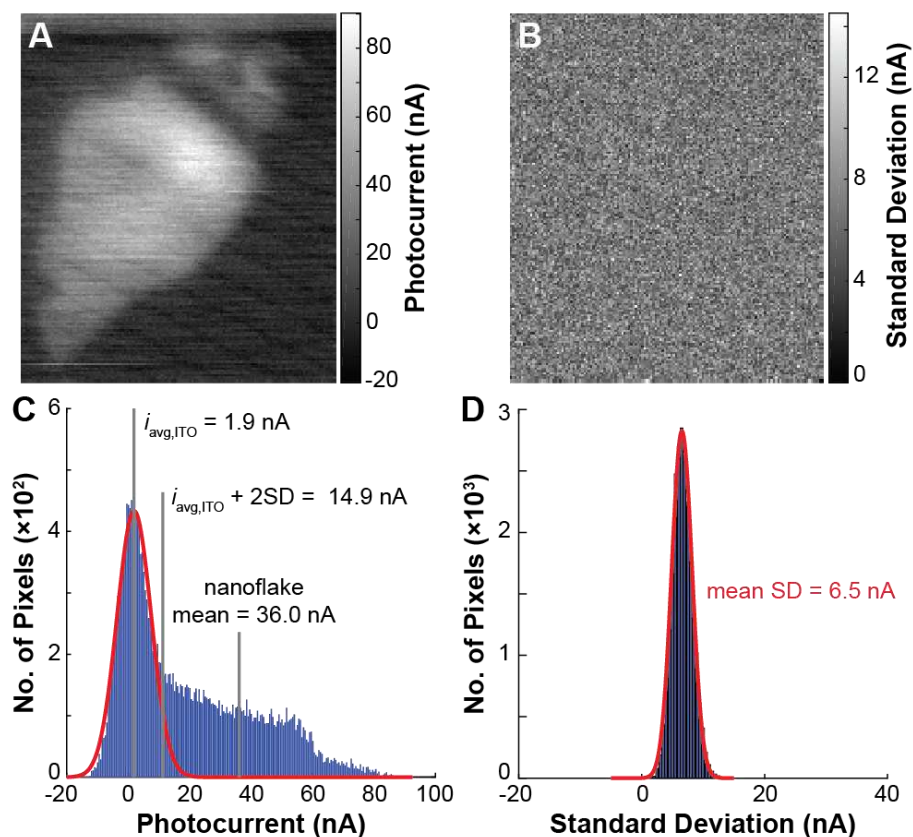 A
80
60
40
20
0
-20
Photocurrent (nA)
B
12
8
4
0
Standard Deviation (nA)
C
6
4
2
0
No. of Pixels (×10²)
i_avg,ITO = 1.9 nA
i_avg,ITO + 2SD = 14.9 nA
nanoflake
mean = 36.0 nA
-20 0 20 40 60 80 100
Photocurrent (nA)
D
3
2
1
0
No. of Pixels (×10³)
mean SD = 6.5 nA
-20 0 20 40
Standard Deviation (nA)